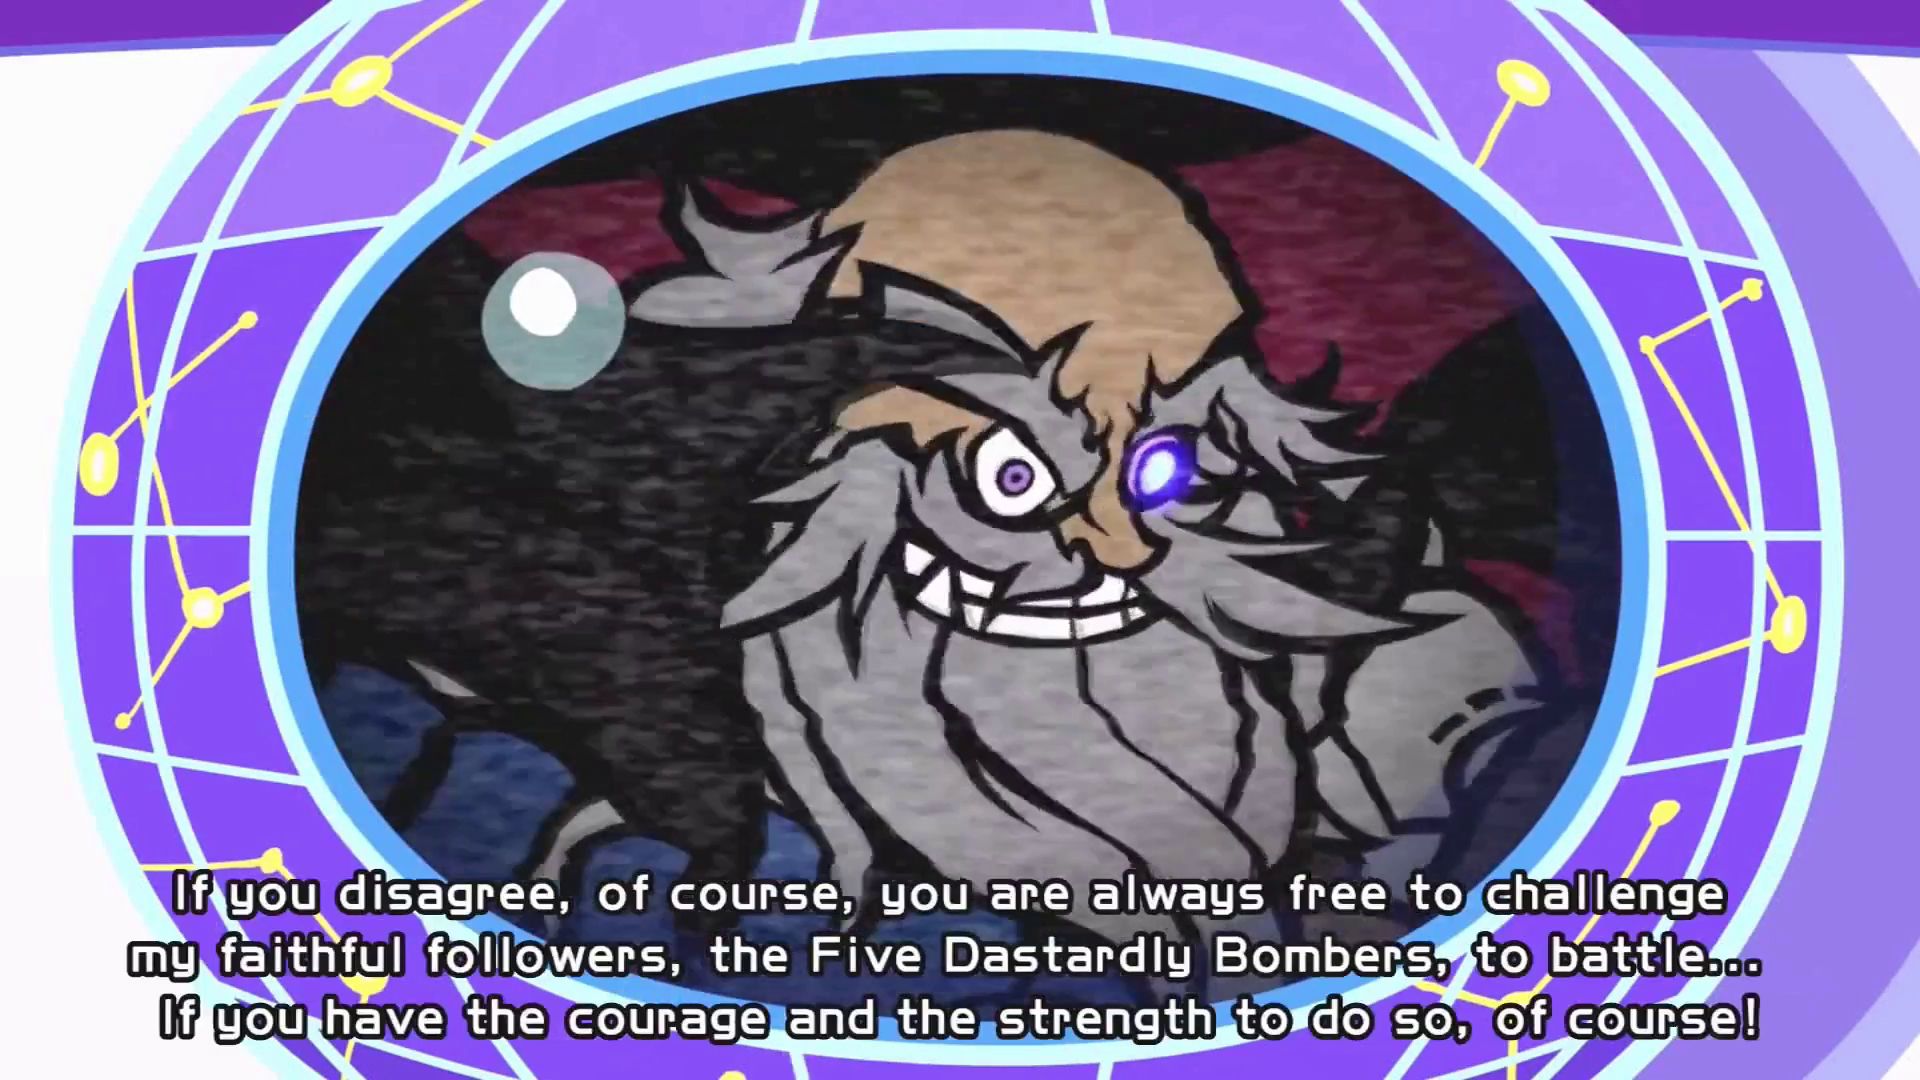 If you disagree, of course, you are always free to challenge
my faithful followers, the Five Dastardly Bombers, to battle...
If you have the courage and the strength to do so, of course!